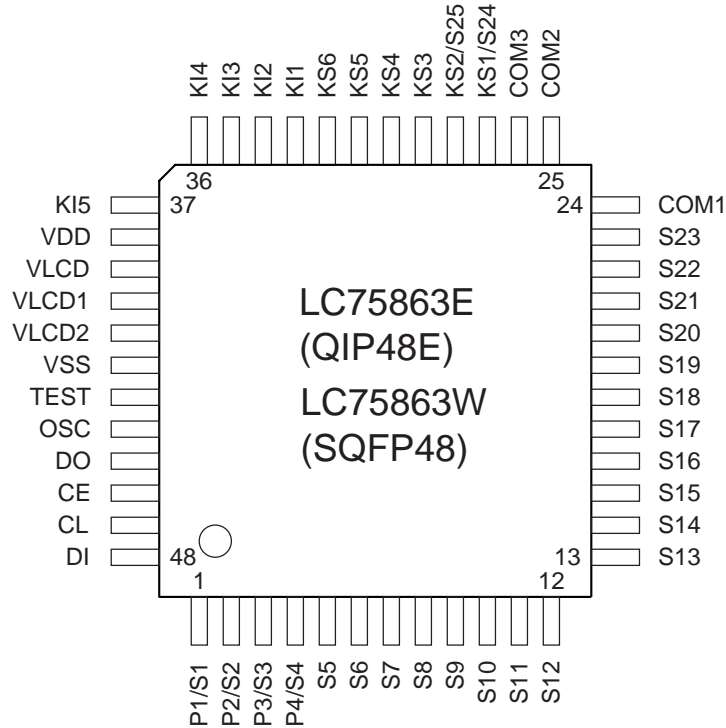 KI4
KI3
KI2
KI1
KS6
KS5
KS4
KS3
KS2/S25
KS1/S24
COM3
COM2
36
25
KI5
37
24
COM1
VDD
S23
VLCD
S22
VLCD1
S21
VLCD2
S20
VSS
S19
TEST
S18
OSC
S17
DO
S16
CE
S15
CL
S14
DI
48
13
S13
LC75863E
(QIP48E)
LC75863W
(SQFP48)
1
12
P1/S1
P2/S2
P3/S3
P4/S4
S5
S6
S7
S8
S9
S10
S11
S12